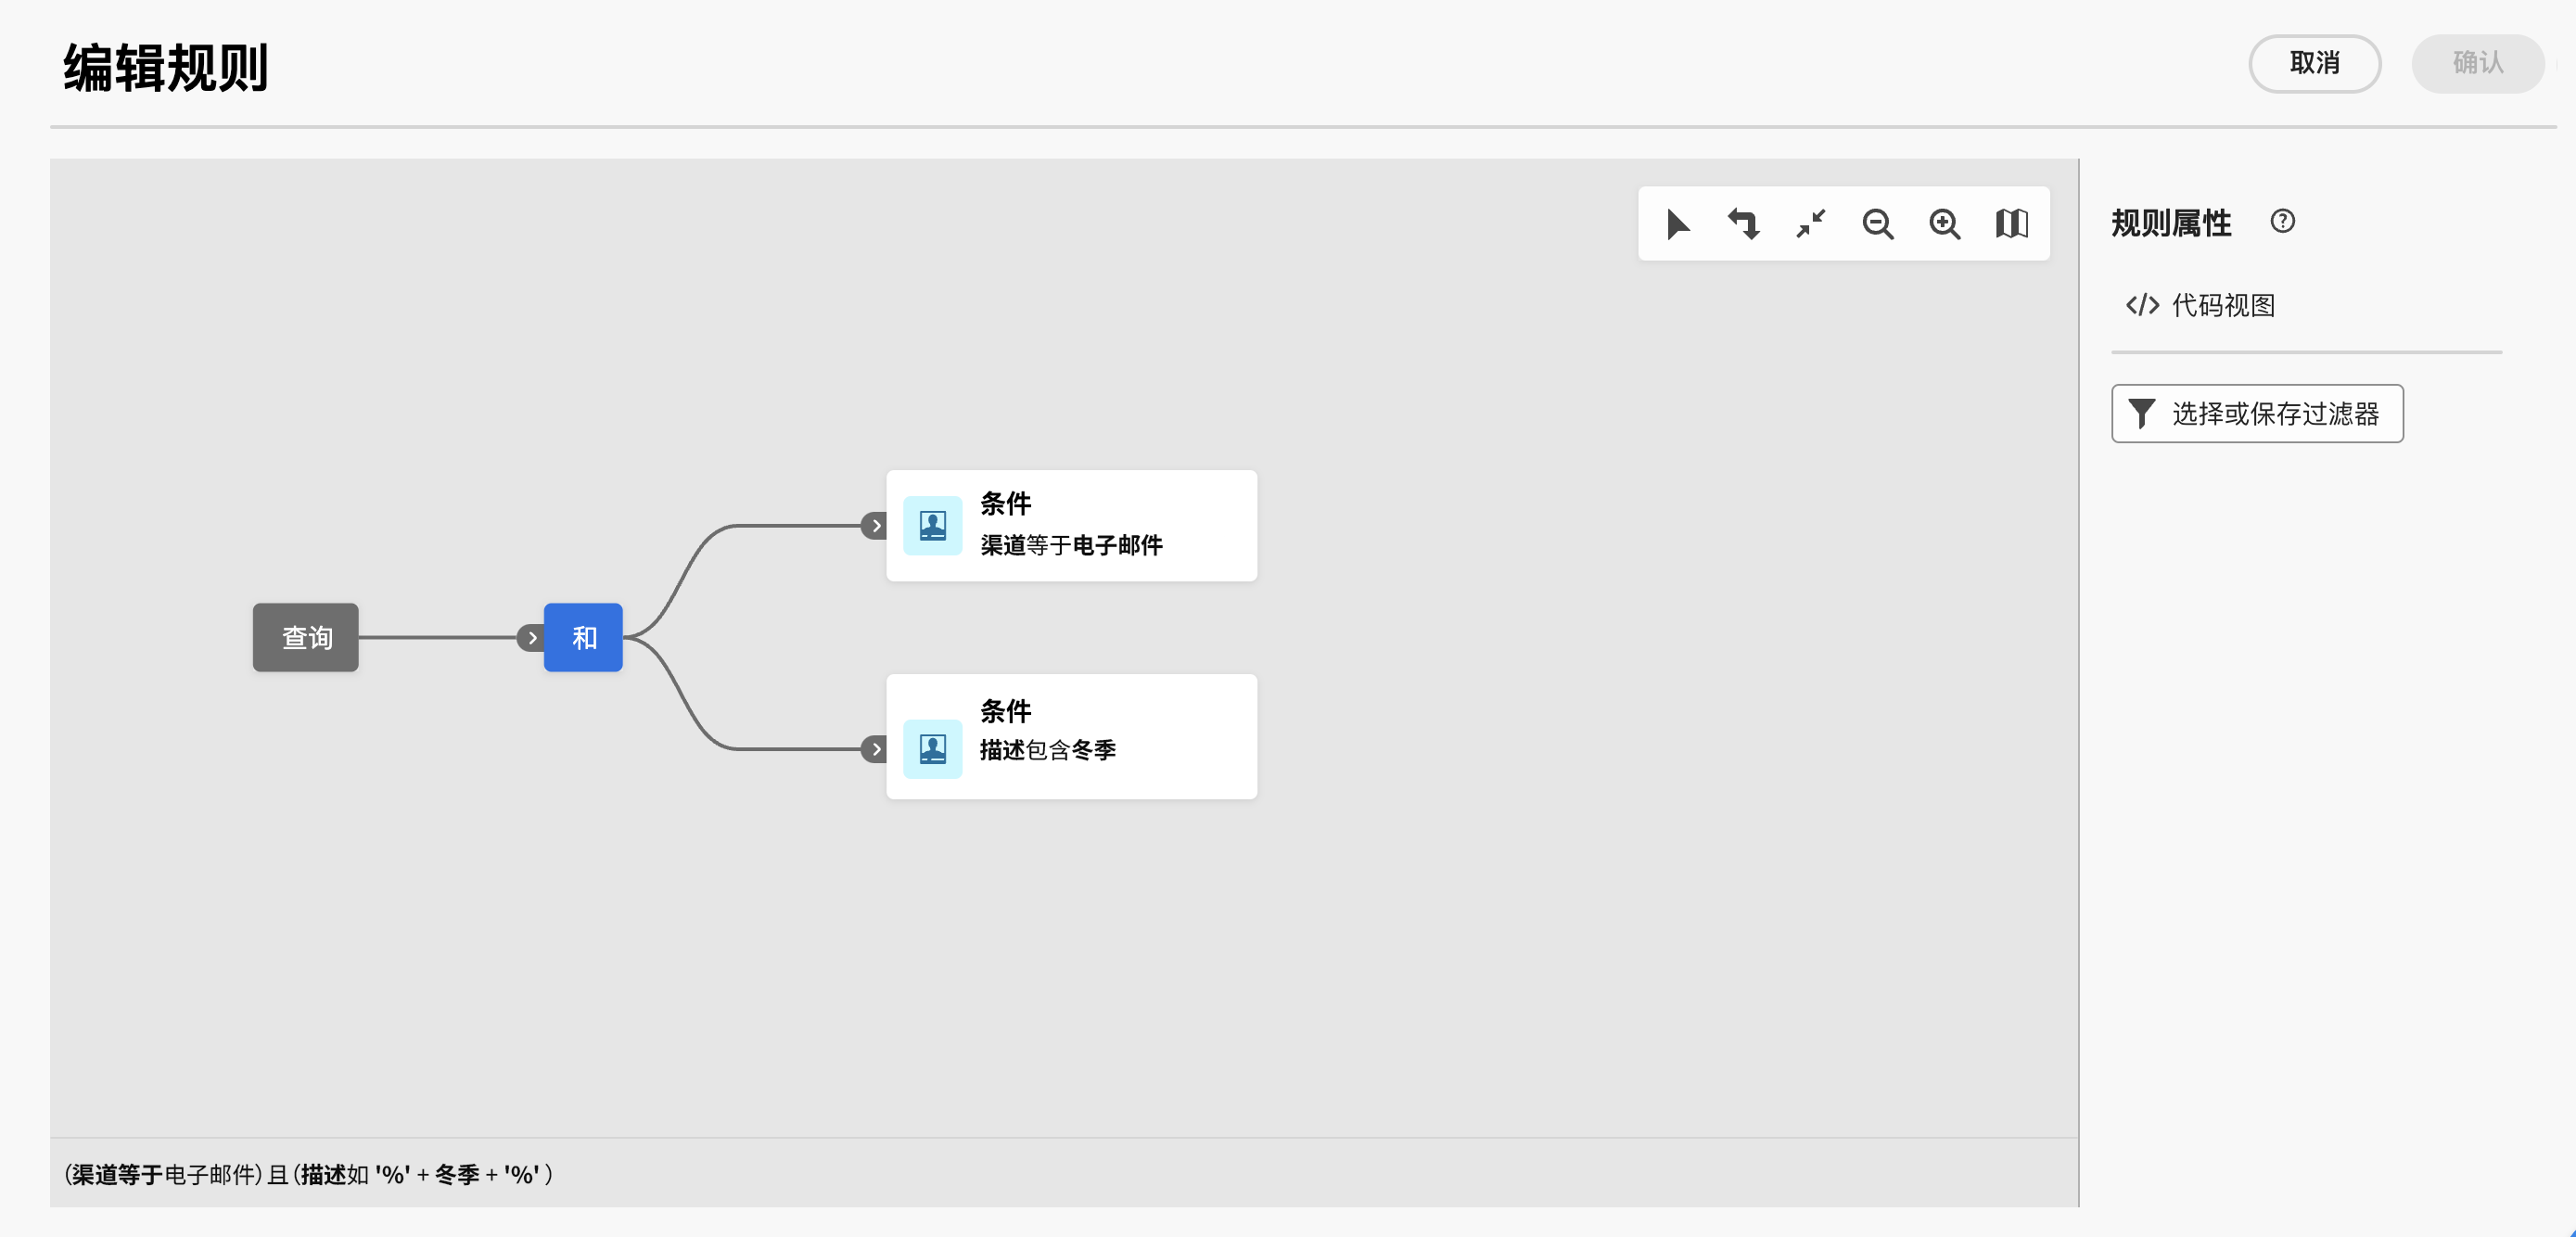 编辑规则
取消
确认
规则属性
代码视图
选择或保存过滤器
条件
渠道等于电子邮件
查询
和
条件
描述包含冬季
(渠道等于电子邮件)且(描述如 '%' + 冬季 + '%' )